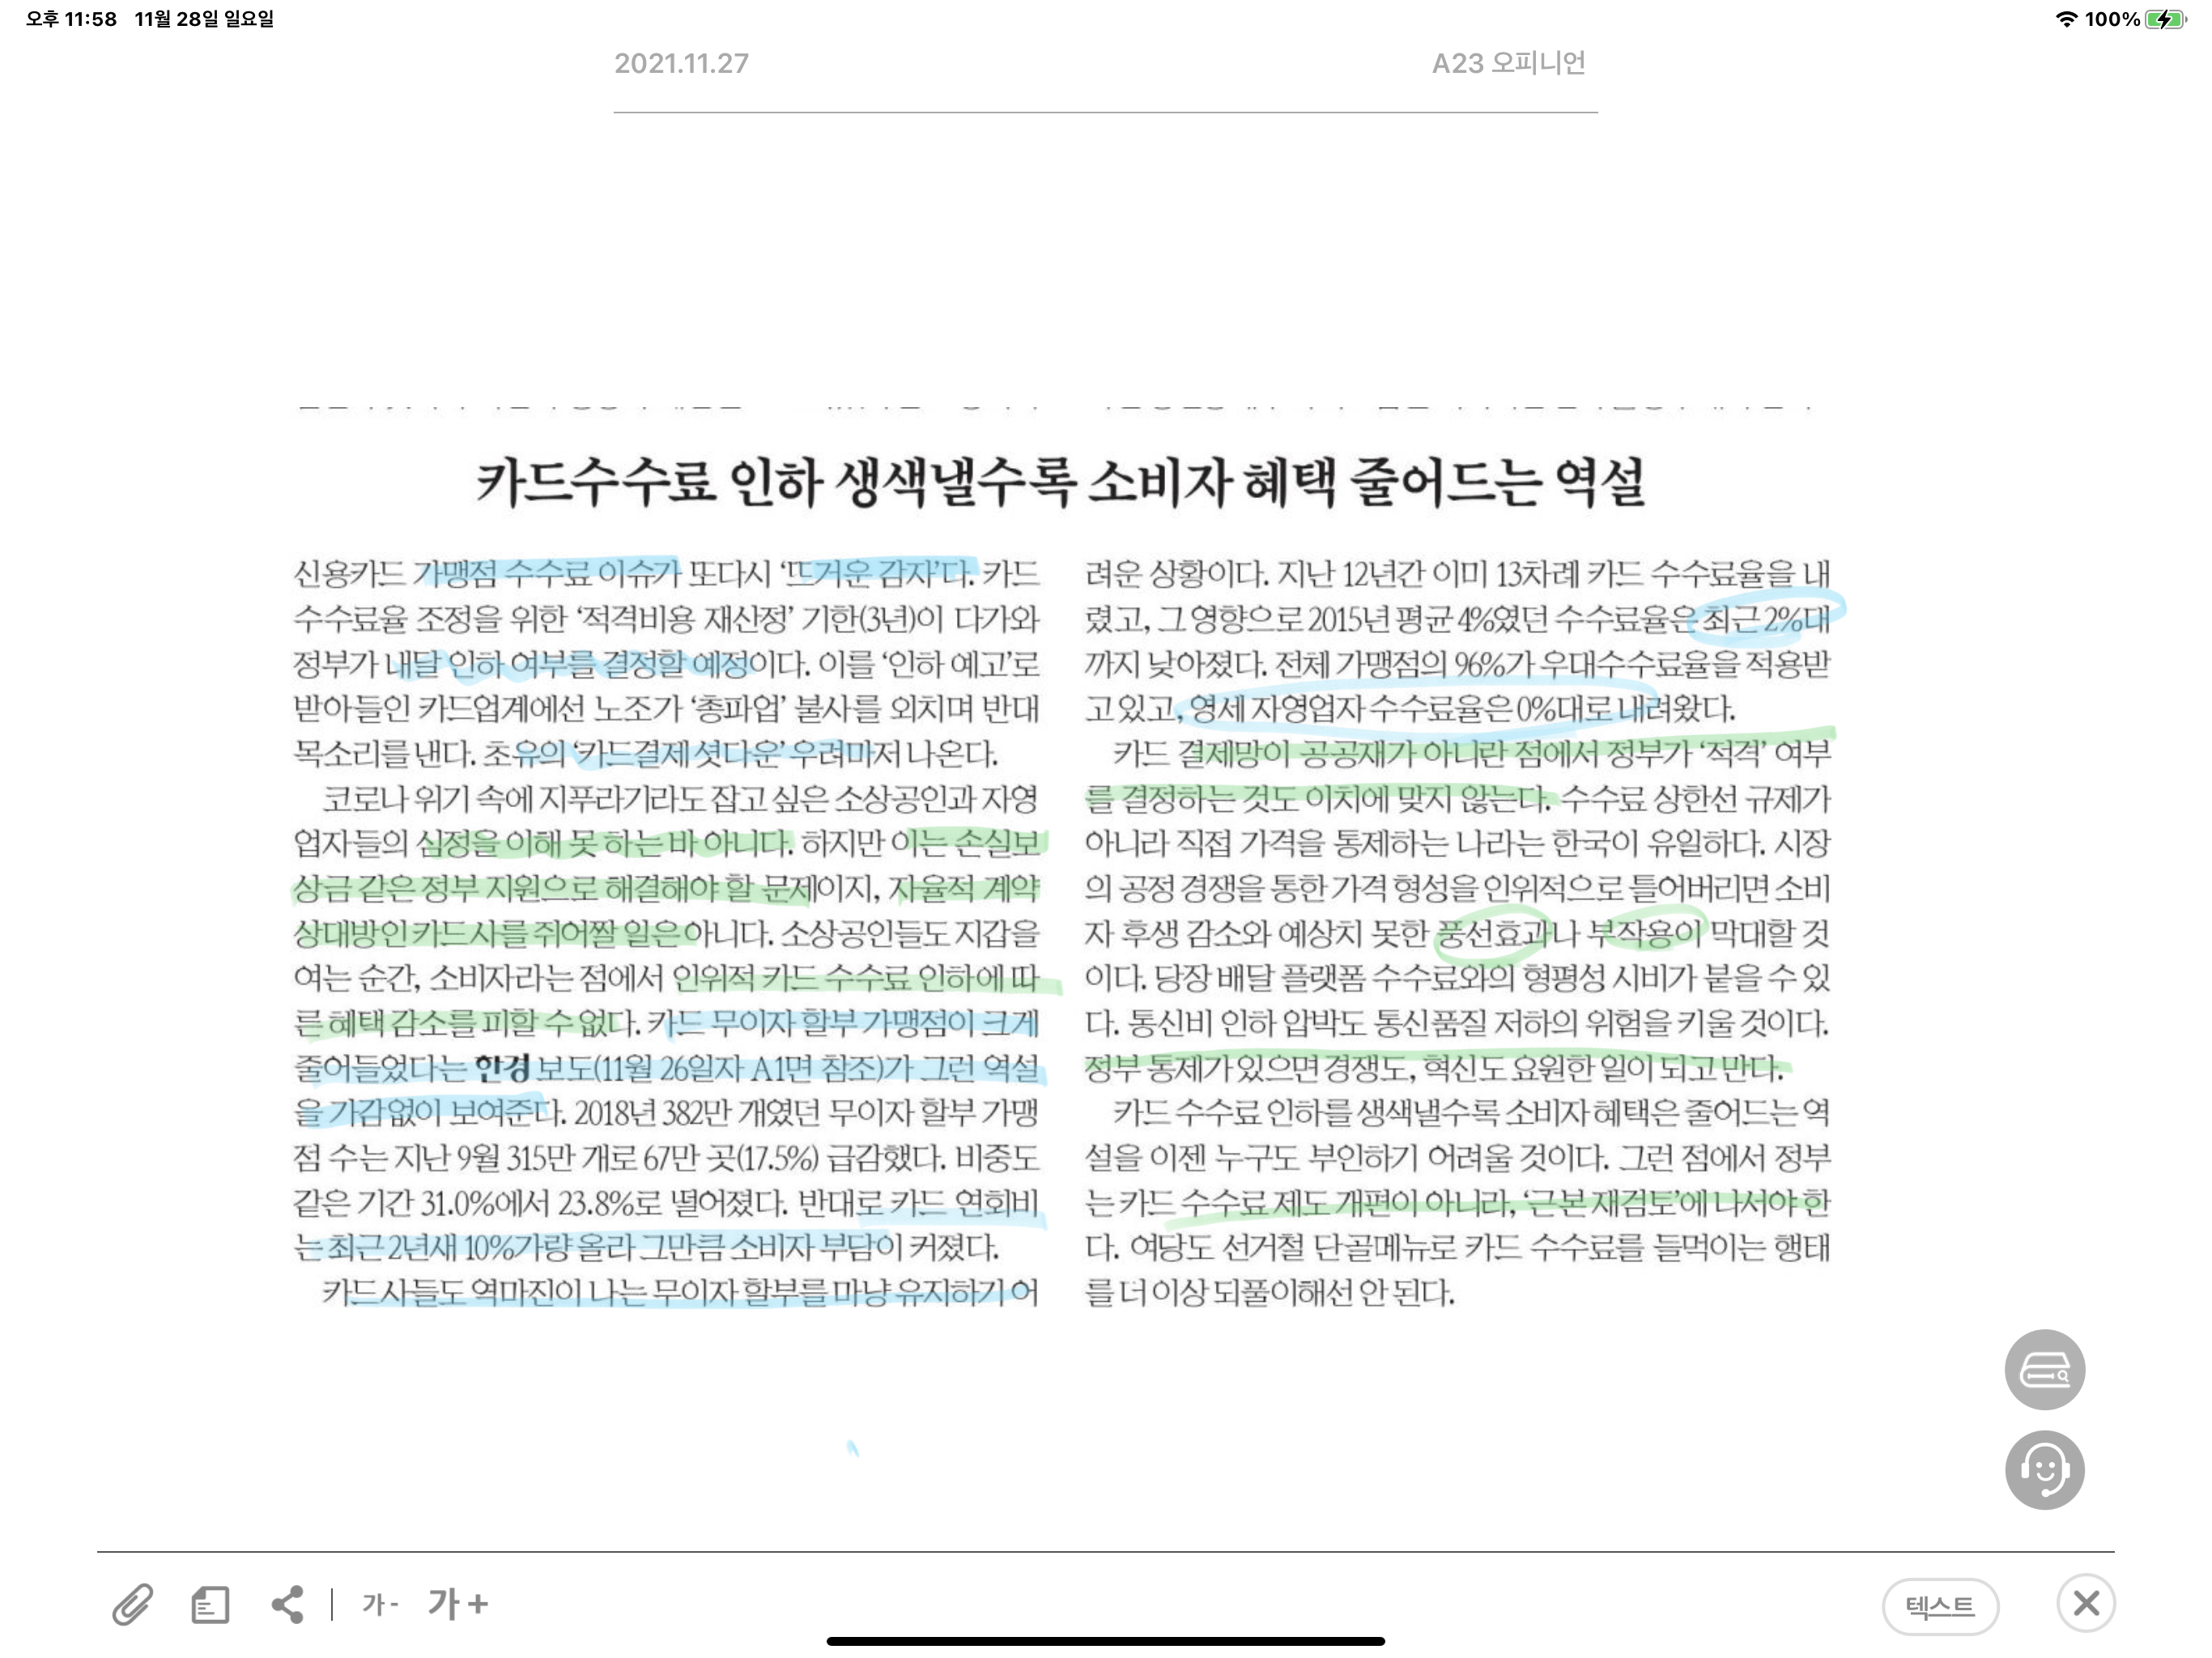 오후 11:58 11월 28일 일요일
100%
2021.11.27
A23 오피니언
카드수수료 인하 생색낼수록 소비자 혜택 줄어드는 역설
신용카드 가맹점 수수료 이슈가 또다시 ‘뜨거운 감자’다. 카드
수수료율 조정을 위한 ‘적격비용 재산정’ 기한(3년)이 다가와
정부가 내달 인하 여부를 결정할 예정이다. 이를 ‘인하 예고’로
받아들인 카드업계에선 노조가 ‘총파업’ 불사를 외치며 반대
목소리를 낸다. 초유의 ‘카드결제 셧다운’ 우려마저 나온다.
코로나 위기 속에 지푸라기라도 잡고 싶은 소상공인과 자영
업자들의 심정을 이해 못 하는 바 아니다. 하지만 이는 손실보
상금 같은 정부 지원으로 해결해야 할 문제이지, 자율적 계약
상대방인 카드사를 쥐어짤 일은 아니다. 소상공인들도 지갑을
여는 순간, 소비자라는 점에서 인위적 카드 수수료 인하에 따
른 혜택 감소를 피할 수 없다. 카드 무이자 할부 가맹점이 크게
줄어들었다는 한경 보도(11월 26일자 A1면 참조)가 그런 역설
을 가감없이 보여준다. 2018년 382만 개였던 무이자 할부 가맹
점 수는 지난 9월 315만 개로 67만 곳(17.5%) 급감했다. 비중도
같은 기간 31.0%에서 23.8%로 떨어졌다. 반대로 카드 연회비
는 최근 2년새 10%가량 올라 그만큼 소비자 부담이 커졌다.
카드사들도 역마진이 나는 무이자 할부를 마냥 유지하기 어
려운 상황이다. 지난 12년간 이미 13차례 카드 수수료율을 내
렸고, 그 영향으로 2015년 평균 4%였던 수수료율은 최근 2%대
까지 낮아졌다. 전체 가맹점의 96%가 우대수수료율을 적용받
고 있고, 영세 자영업자 수수료율은 0%대로 내려왔다.
카드 결제망이 공공재가 아니란 점에서 정부가 ‘적격’ 여부
를 결정하는 것도 이치에 맞지 않는다. 수수료 상한선 규제가
아니라 직접 가격을 통제하는 나라는 한국이 유일하다. 시장
의 공정 경쟁을 통한 가격 형성을 인위적으로 틀어버리면 소비
자 후생 감소와 예상치 못한 풍선효과나 부작용이 막대할 것
이다. 당장 배달 플랫폼 수수료와의 형평성 시비가 붙을 수 있
다. 통신비 인하 압박도 통신품질 저하의 위험을 키울 것이다.
정부 통제가 있으면 경쟁도, 혁신도 요원한 일이 되고 만다.
카드 수수료 인하를 생색낼수록 소비자 혜택은 줄어드는 역
설을 이젠 누구도 부인하기 어려울 것이다. 그런 점에서 정부
는 카드 수수료 제도 개편이 아니라, ‘근본 재검토’에 나서야 한
다. 여당도 선거철 단골메뉴로 카드 수수료를 들먹이는 행태
를 더 이상 되풀이해선 안 된다.
가- 가+
텍스트